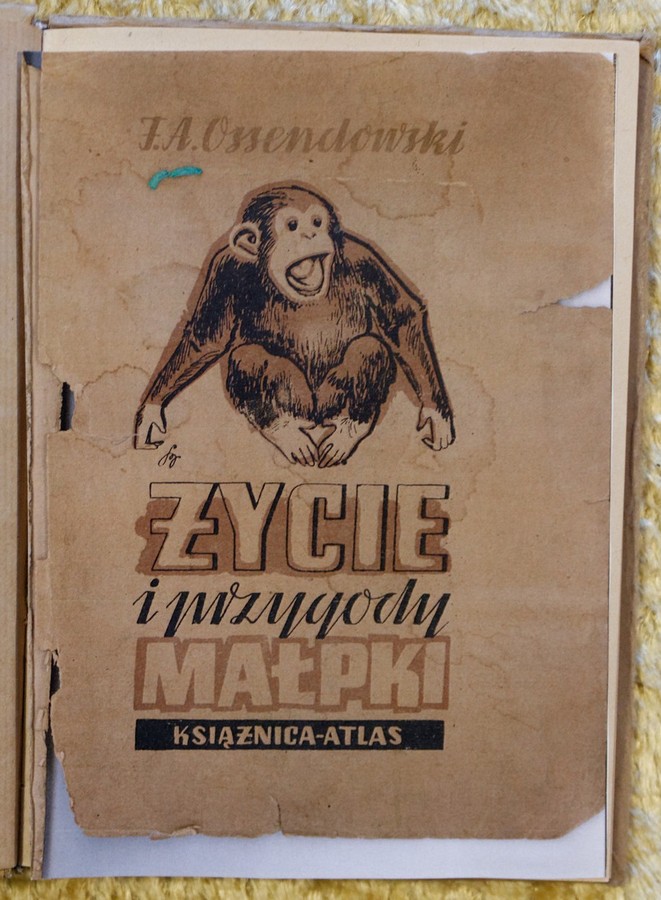 F.A. Ossendowski
ŻYCIE
i przygody
MAŁPKI
KSIĄŻNICA-ATLAS